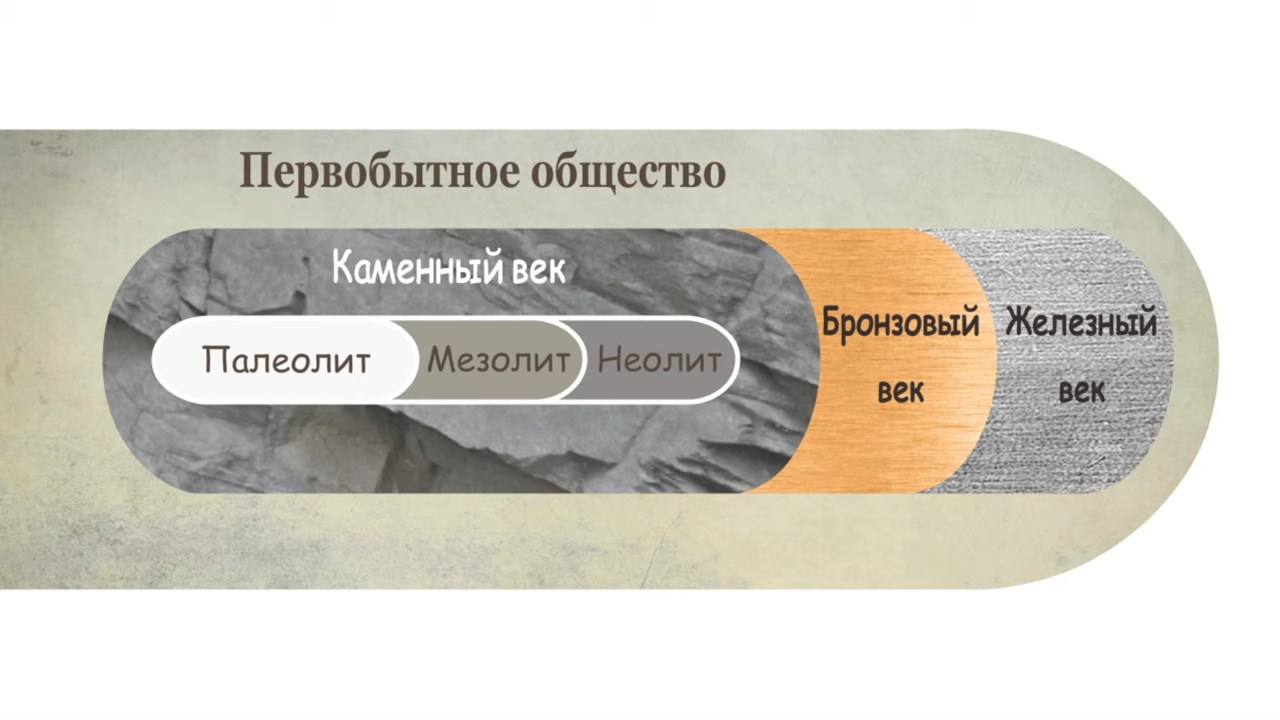 Первобытное общество
Каменный век
Палеолит
Мезолит
Неолит
Бронзовый
век
Железный
век